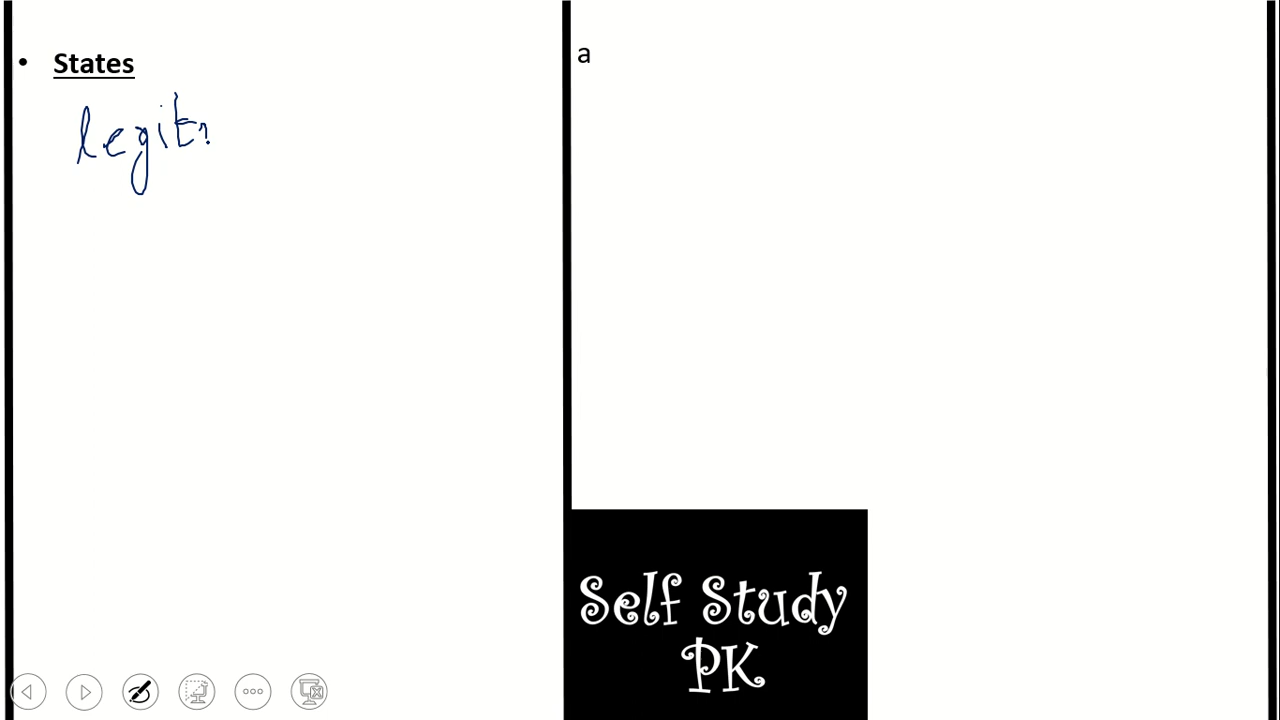 • States
legit
a
Self Study
PK